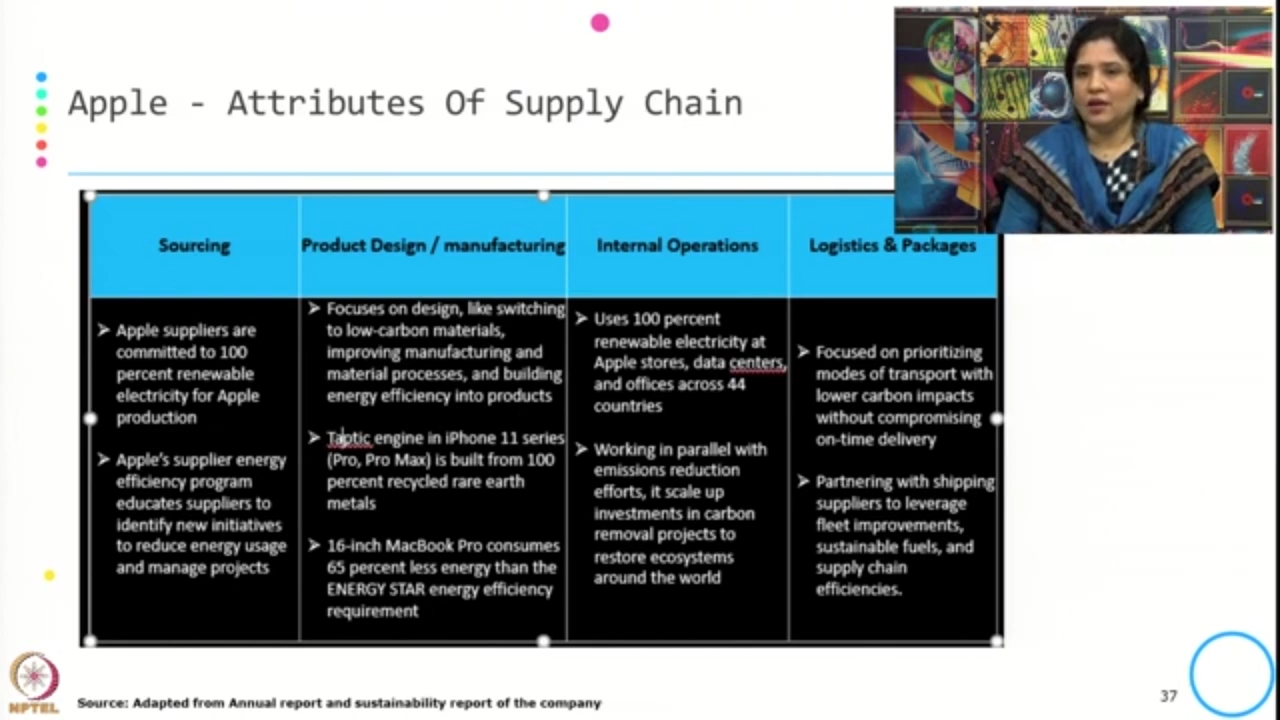 Apple - Attributes Of Supply Chain
Sourcing
Product Design / manufacturing
Internal Operations
Logistics & Packages
➢ Apple suppliers are
committed to 100
percent renewable
electricity for Apple
production
➢ Apple's supplier energy
efficiency program
educates suppliers to
identify new initiatives
to reduce energy usage
and manage projects
➢ Focuses on design, like switching
to low-carbon materials,
improving manufacturing and
material processes, and building
energy efficiency into products
➢ Taptic engine in iPhone 11 series
(Pro, Pro Max) is built from 100
percent recycled rare earth
metals
➢ 16-inch MacBook Pro consumes
65 percent less energy than the
ENERGY STAR energy efficiency
requirement
➢ Uses 100 percent
renewable electricity at
Apple stores, data centers,
and offices across 44
countries
➢ Working in parallel with
emissions reduction
efforts, it scale up
investments in carbon
removal projects to
restore ecosystems
around the world
➢ Focused on prioritizing
modes of transport with
lower carbon impacts
without compromising
on-time delivery
➢ Partnering with shipping
suppliers to leverage
fleet improvements,
sustainable fuels, and
supply chain
efficiencies.
NPTEL
Source: Adapted from Annual report and sustainability report of the company
37